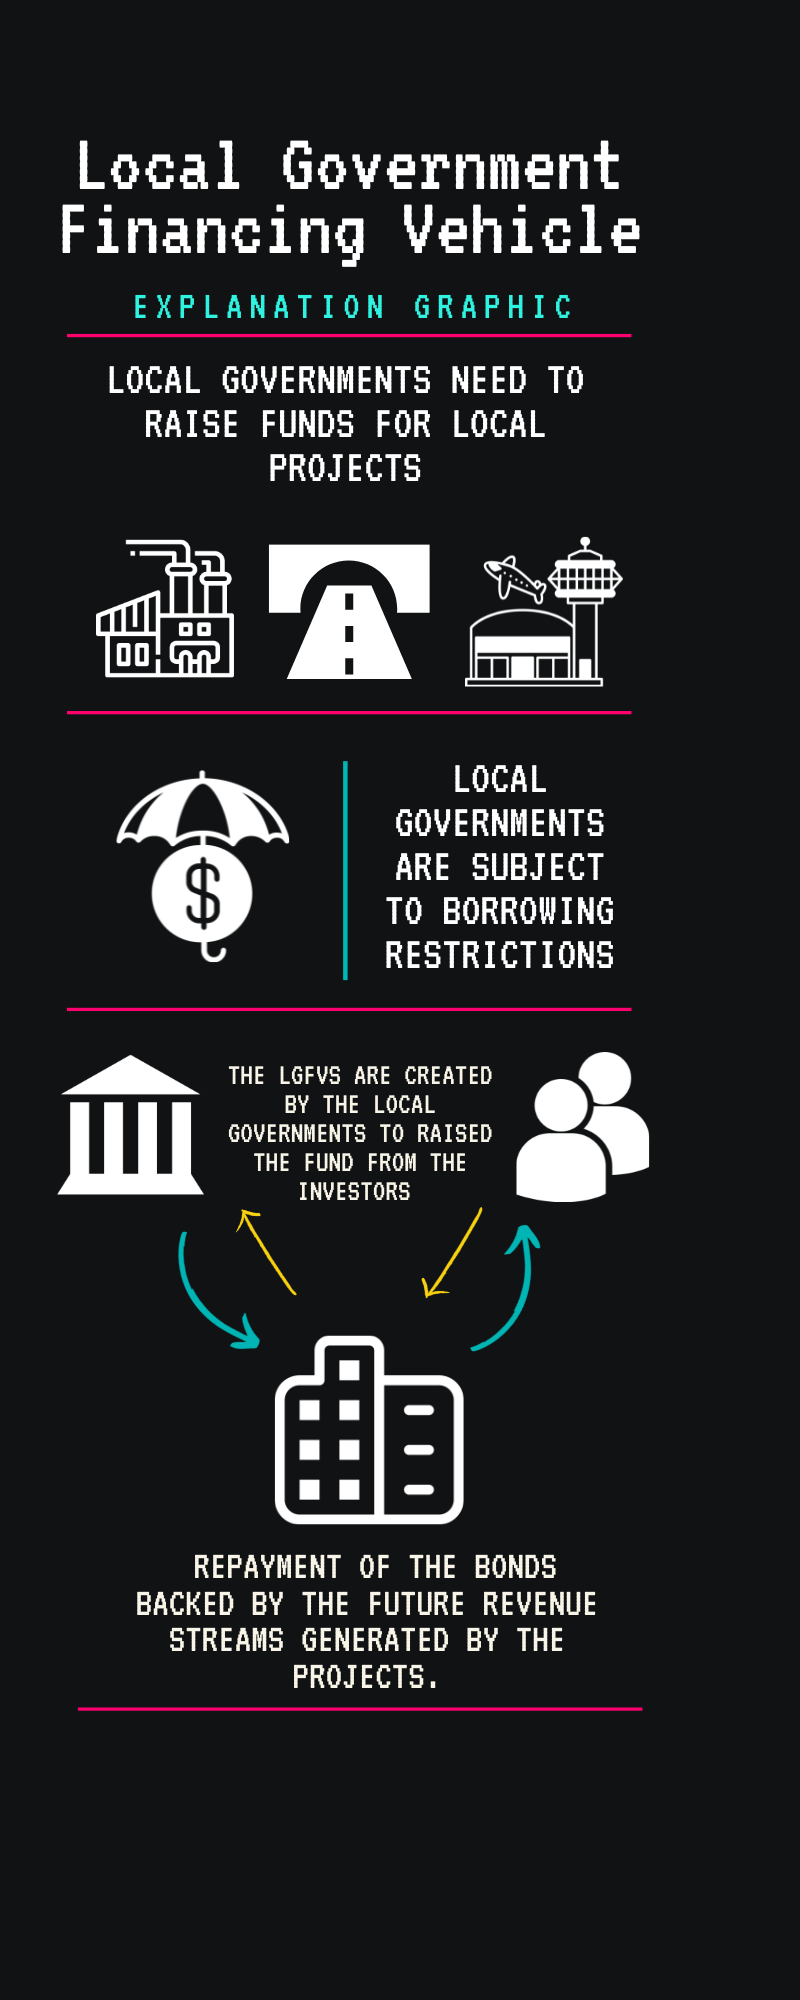 Local Government
Financing Vehicle
EXPLANATION GRAPHIC
LOCAL GOVERNMENTS NEED TO
RAISE FUNDS FOR LOCAL
PROJECTS
$
LOCAL
GOVERNMENTS
ARE SUBJECT
TO BORROWING
RESTRICTIONS
THE LGFVS ARE CREATED
BY THE LOCAL
GOVERNMENTS TO RAISED
THE FUND FROM THE
INVESTORS
REPAYMENT OF THE BONDS
BACKED BY THE FUTURE REVENUE
STREAMS GENERATED BY THE
PROJECTS.